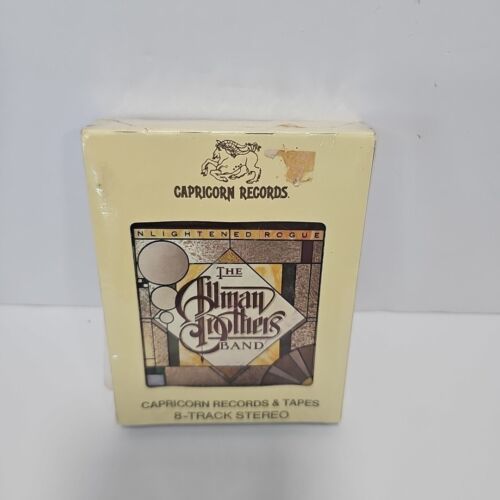 CAPRICORN RECORDS.
NLIGHTENED ROGUE
THE
Allman
Brothers
BAND
CAPRICORN RECORDS & TAPES
8-TRACK STEREO